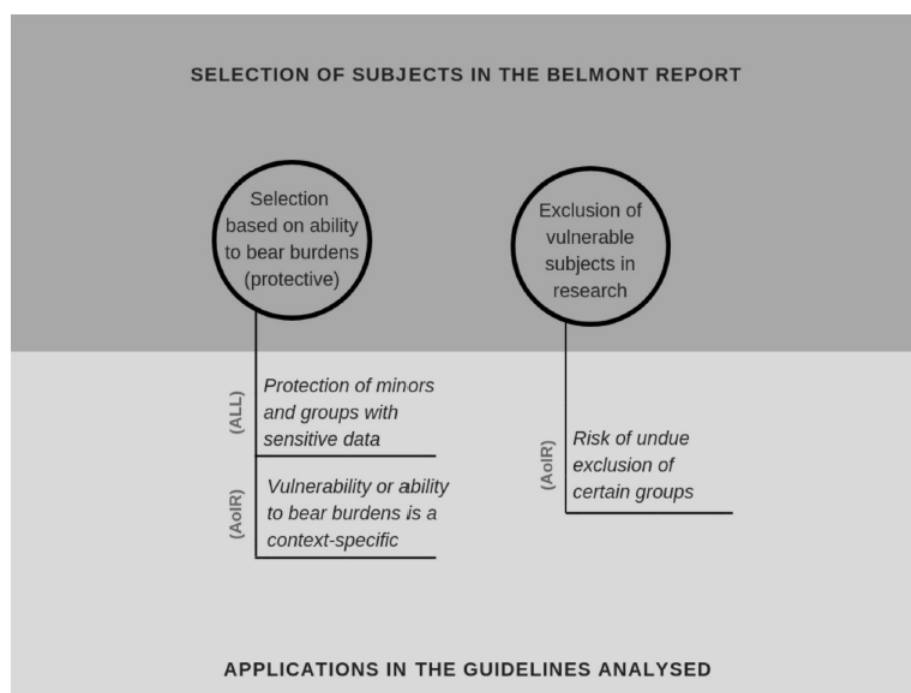 SELECTION OF SUBJECTS IN THE BELMONT REPORT
Selection
based on ability
to bear burdens
(protective)
Exclusion of
vulnerable
subjects in
research
(ALL)
Protection of minors
and groups with
sensitive data
(AoIR)
Vulnerability or ability
to bear burdens is a
context-specific
(AoIR)
Risk of undue
exclusion of
certain groups
APPLICATIONS IN THE GUIDELINES ANALYSED